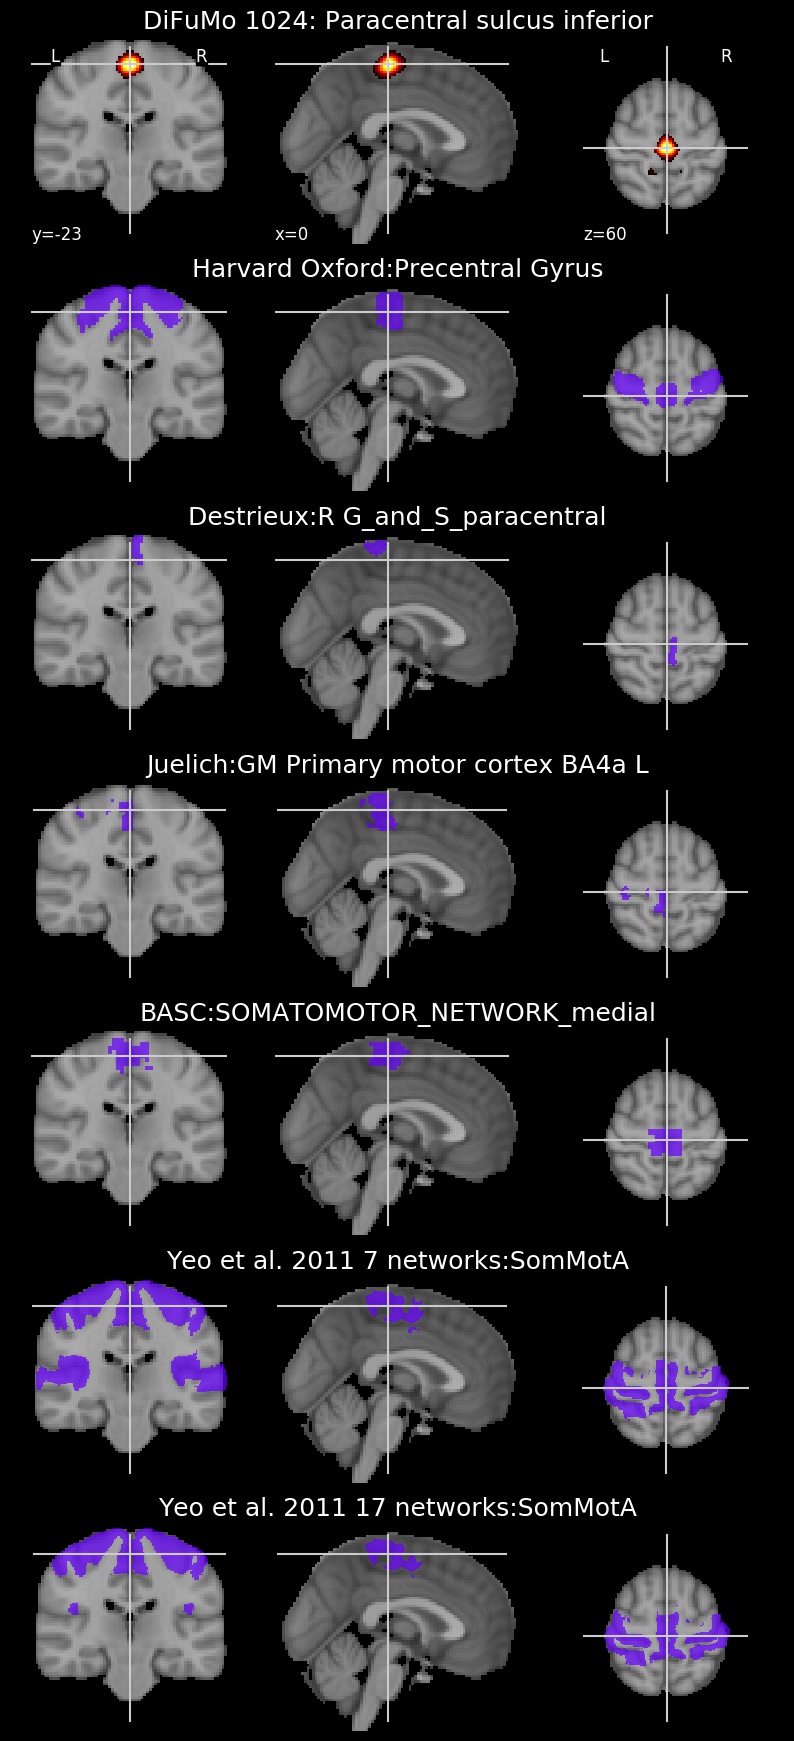 DiFuMo 1024: Paracentral sulcus inferior
L R L R
y=-23 x=0 z=60
Harvard Oxford:Precentral Gyrus
Destrieux:R G_and_S_paracentral
Juelich:GM Primary motor cortex BA4a L
BASC:SOMATOMOTOR_NETWORK_medial
Yeo et al. 2011 7 networks:SomMotA
Yeo et al. 2011 17 networks:SomMotA